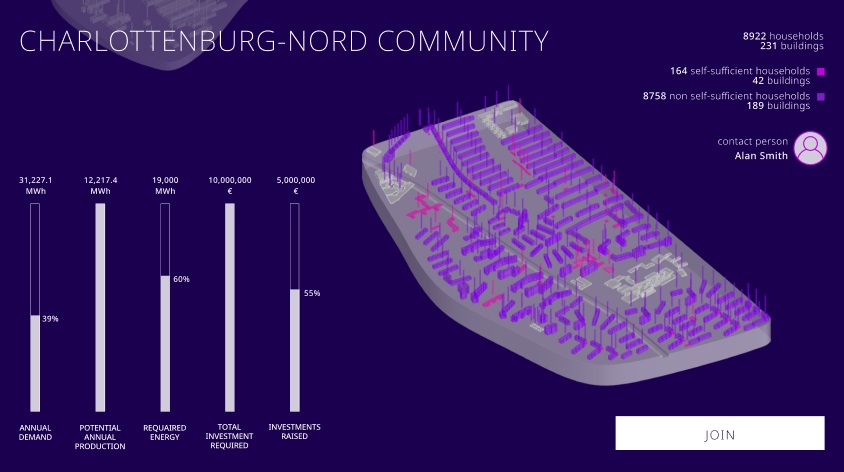 CHARLOTTENBURG-NORD COMMUNITY
8922 households
231 buildings
164 self-sufficient households
42 buildings
8758 non self-sufficient households
189 buildings
contact person
Alan Smith
31,227.1
MWh
12,217.4
MWh
19,000
MWh
10,000,000
€
5,000,000
€
39%
60%
55%
ANNUAL
DEMAND
POTENTIAL
ANNUAL
PRODUCTION
REQUAIRED
ENERGY
TOTAL
INVESTMENT
REQUIRED
INVESTMENTS
RAISED
JOIN